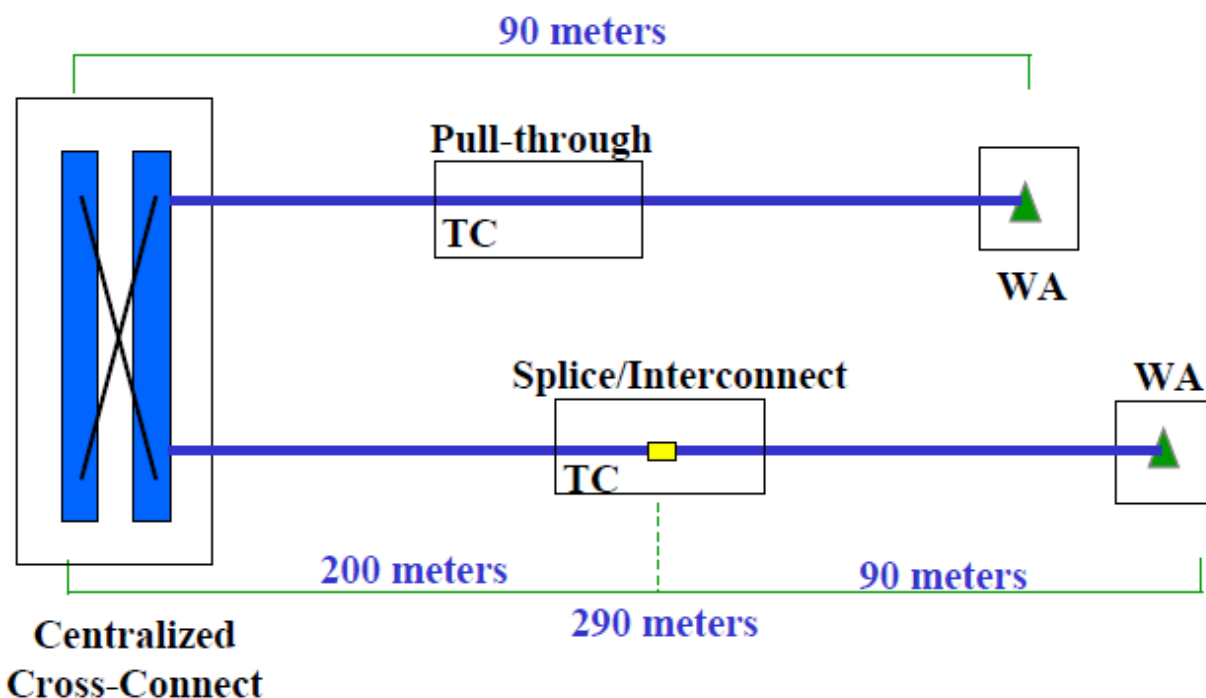 90 meters
Pull-through
TC
WA
Splice/Interconnect
WA
TC
200 meters
90 meters
290 meters
Centralized
Cross-Connect